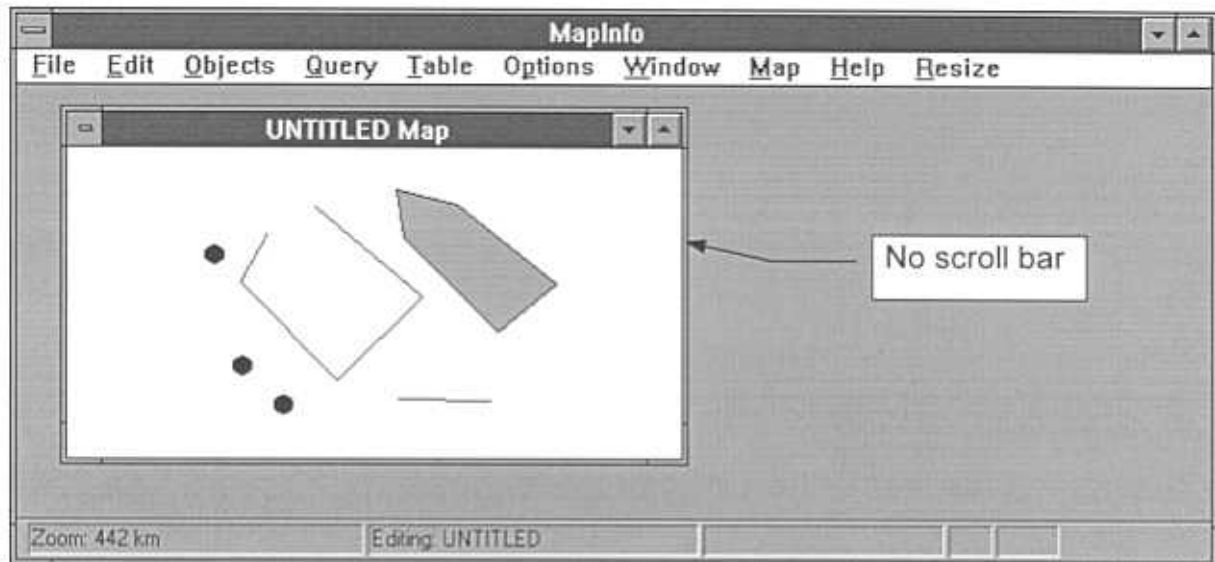 MapInfo
File Edit Objects Query Table Options Window Map Help Resize
UNTITLED Map
No scroll bar
Zoom: 442 km Editing: UNTITLED